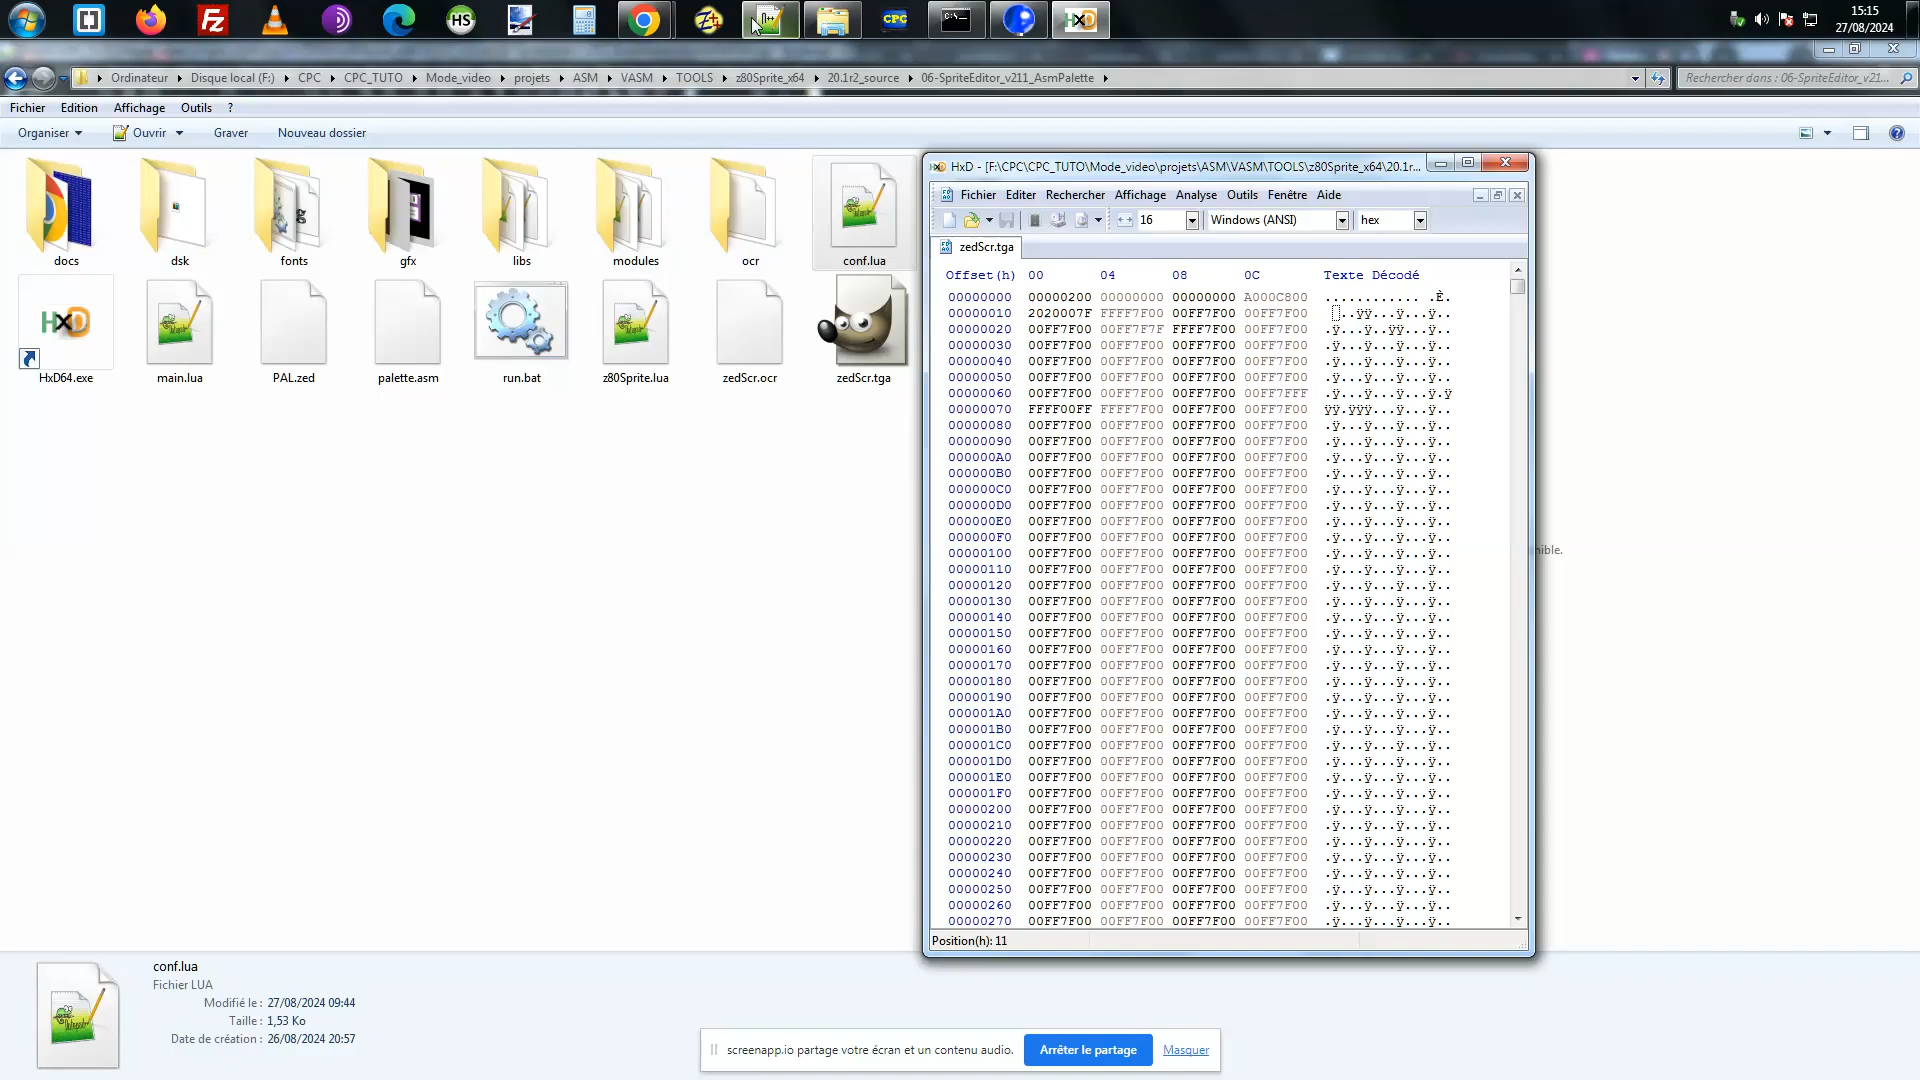 15:15
27/08/2024
Ordinateur Disque local (F:) CPC CPC_TUTO Mode_video projets ASM VASM TOOLS z80Sprite_x64 20.1r2_source 06-SpriteEditor_v211_AsmPalette
Rechercher dans : 06-SpriteEditor_v21...
Fichier Edition Affichage Outils ?
Organiser Ouvrir Graver Nouveau dossier
docs dsk fonts gfx libs modules ocr conf.lua
HxD64.exe main.lua PAL.zed palette.asm run.bat z80Sprite.lua zedScr.ocr zedScr.tga
HxD - [F:\CPC\CPC_TUTO\Mode_video\projets\ASM\VASM\TOOLS\z80Sprite_x64\20.1r...
Fichier Editer Rechercher Affichage Analyse Outils Fenêtre Aide
16 Windows (ANSI) hex
zedScr.tga
Offset(h) 00 04 08 0C Texte Décodé
00000000 00000200 00000000 00000000 A000C800 ............ .È.
00000010 2020007F FFFF7F00 00FF7F00 00FF7F00 ..ÿÿ...ÿ...ÿ..
00000020 00FF7F00 00FF7F7F FFFF7F00 00FF7F00 .ÿ...ÿ..ÿÿ...ÿ..
00000030 00FF7F00 00FF7F00 00FF7F00 00FF7F00 .ÿ...ÿ...ÿ...ÿ..
00000040 00FF7F00 00FF7F00 00FF7F00 00FF7F00 .ÿ...ÿ...ÿ...ÿ..
00000050 00FF7F00 00FF7F00 00FF7F00 00FF7F00 .ÿ...ÿ...ÿ...ÿ..
00000060 00FF7F00 00FF7F00 00FF7F00 00FF7FFF .ÿ...ÿ...ÿ...ÿ.ÿ
00000070 FFFF00FF FFFF7F00 00FF7F00 00FF7F00 ÿÿ.ÿÿÿ...ÿ...ÿ..
00000080 00FF7F00 00FF7F00 00FF7F00 00FF7F00 .ÿ...ÿ...ÿ...ÿ..
00000090 00FF7F00 00FF7F00 00FF7F00 00FF7F00 .ÿ...ÿ...ÿ...ÿ..
000000A0 00FF7F00 00FF7F00 00FF7F00 00FF7F00 .ÿ...ÿ...ÿ...ÿ..
000000B0 00FF7F00 00FF7F00 00FF7F00 00FF7F00 .ÿ...ÿ...ÿ...ÿ..
000000C0 00FF7F00 00FF7F00 00FF7F00 00FF7F00 .ÿ...ÿ...ÿ...ÿ..
000000D0 00FF7F00 00FF7F00 00FF7F00 00FF7F00 .ÿ...ÿ...ÿ...ÿ..
000000E0 00FF7F00 00FF7F00 00FF7F00 00FF7F00 .ÿ...ÿ...ÿ...ÿ..
000000F0 00FF7F00 00FF7F00 00FF7F00 00FF7F00 .ÿ...ÿ...ÿ...ÿ..
00000100 00FF7F00 00FF7F00 00FF7F00 00FF7F00 .ÿ...ÿ...ÿ...ÿ..
00000110 00FF7F00 00FF7F00 00FF7F00 00FF7F00 .ÿ...ÿ...ÿ...ÿ..
00000120 00FF7F00 00FF7F00 00FF7F00 00FF7F00 .ÿ...ÿ...ÿ...ÿ..
00000130 00FF7F00 00FF7F00 00FF7F00 00FF7F00 .ÿ...ÿ...ÿ...ÿ..
00000140 00FF7F00 00FF7F00 00FF7F00 00FF7F00 .ÿ...ÿ...ÿ...ÿ..
00000150 00FF7F00 00FF7F00 00FF7F00 00FF7F00 .ÿ...ÿ...ÿ...ÿ..
00000160 00FF7F00 00FF7F00 00FF7F00 00FF7F00 .ÿ...ÿ...ÿ...ÿ..
00000170 00FF7F00 00FF7F00 00FF7F00 00FF7F00 .ÿ...ÿ...ÿ...ÿ..
00000180 00FF7F00 00FF7F00 00FF7F00 00FF7F00 .ÿ...ÿ...ÿ...ÿ..
00000190 00FF7F00 00FF7F00 00FF7F00 00FF7F00 .ÿ...ÿ...ÿ...ÿ..
000001A0 00FF7F00 00FF7F00 00FF7F00 00FF7F00 .ÿ...ÿ...ÿ...ÿ..
000001B0 00FF7F00 00FF7F00 00FF7F00 00FF7F00 .ÿ...ÿ...ÿ...ÿ..
000001C0 00FF7F00 00FF7F00 00FF7F00 00FF7F00 .ÿ...ÿ...ÿ...ÿ..
000001D0 00FF7F00 00FF7F00 00FF7F00 00FF7F00 .ÿ...ÿ...ÿ...ÿ..
000001E0 00FF7F00 00FF7F00 00FF7F00 00FF7F00 .ÿ...ÿ...ÿ...ÿ..
000001F0 00FF7F00 00FF7F00 00FF7F00 00FF7F00 .ÿ...ÿ...ÿ...ÿ..
00000200 00FF7F00 00FF7F00 00FF7F00 00FF7F00 .ÿ...ÿ...ÿ...ÿ..
00000210 00FF7F00 00FF7F00 00FF7F00 00FF7F00 .ÿ...ÿ...ÿ...ÿ..
00000220 00FF7F00 00FF7F00 00FF7F00 00FF7F00 .ÿ...ÿ...ÿ...ÿ..
00000230 00FF7F00 00FF7F00 00FF7F00 00FF7F00 .ÿ...ÿ...ÿ...ÿ..
00000240 00FF7F00 00FF7F00 00FF7F00 00FF7F00 .ÿ...ÿ...ÿ...ÿ..
00000250 00FF7F00 00FF7F00 00FF7F00 00FF7F00 .ÿ...ÿ...ÿ...ÿ..
00000260 00FF7F00 00FF7F00 00FF7F00 00FF7F00 .ÿ...ÿ...ÿ...ÿ..
00000270 00FF7F00 00FF7F00 00FF7F00 00FF7F00 .ÿ...ÿ...ÿ...ÿ..
Position(h): 11
conf.lua
Fichier LUA
Modifié le : 27/08/2024 09:44
Taille : 1,53 Ko
Date de création : 26/08/2024 20:57
screenapp.io partage votre écran et un contenu audio. Arrêter le partage Masquer